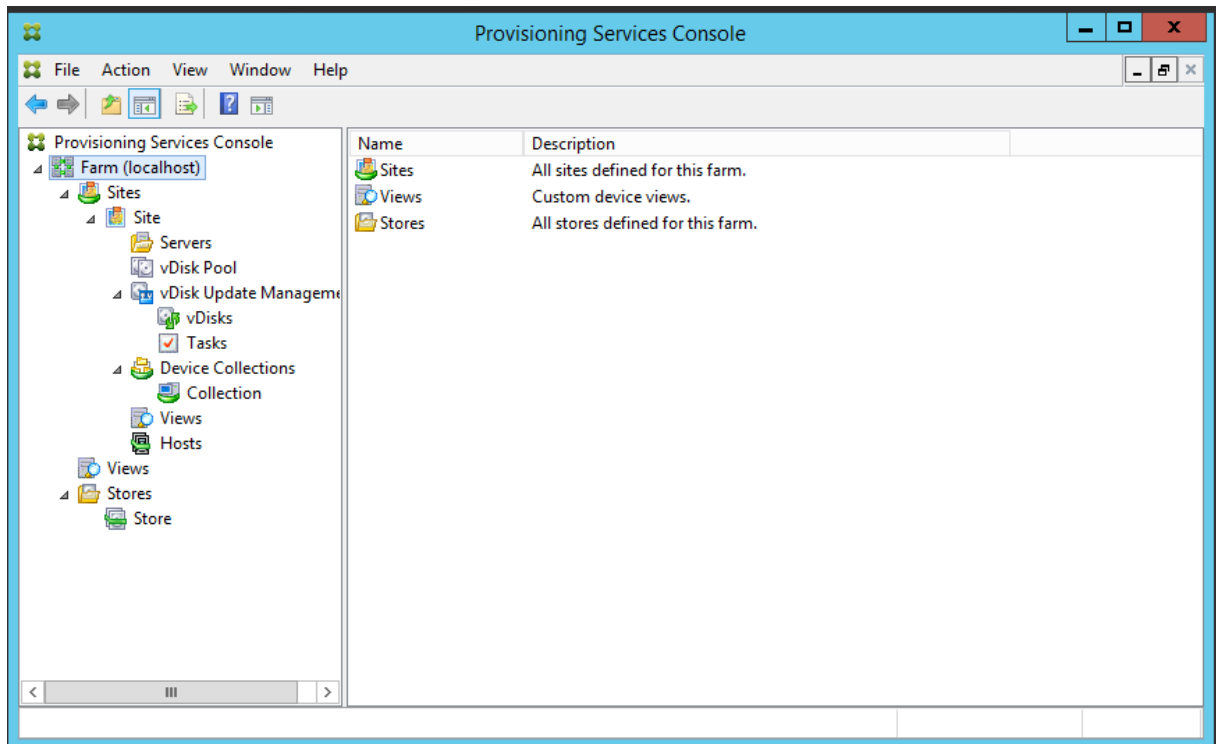 Provisioning Services Console
File Action View Window Help
Provisioning Services Console
Farm (localhost)
Sites
Site
Servers
vDisk Pool
vDisk Update Manageme
vDisks
Tasks
Device Collections
Collection
Views
Hosts
Views
Stores
Store
Name Description
Sites All sites defined for this farm.
Views Custom device views.
Stores All stores defined for this farm.